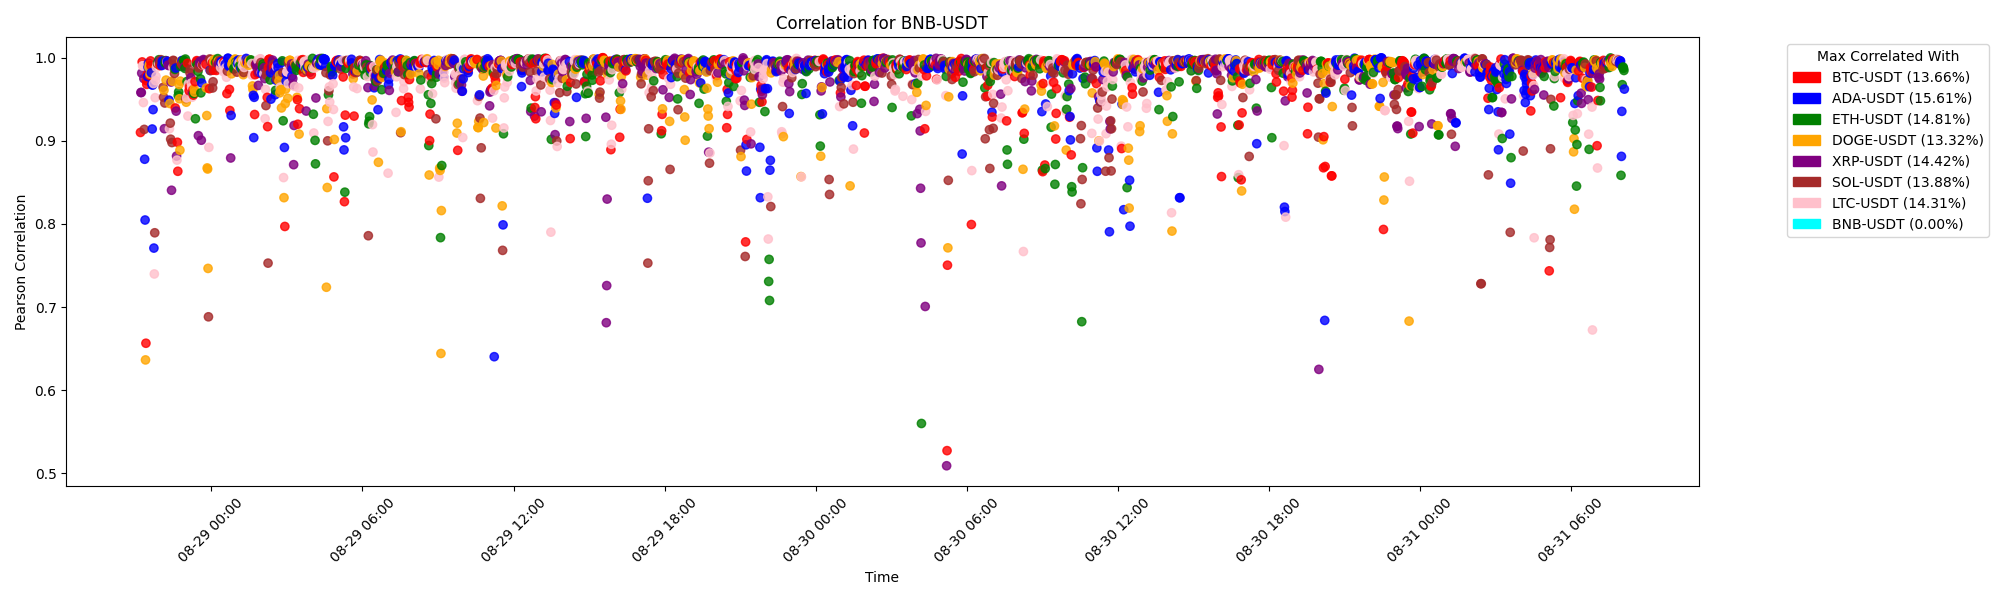 Correlation for BNB-USDT
Pearson Correlation
1.0
0.9
0.8
0.7
0.6
0.5
08-29 00:00
08-29 06:00
08-29 12:00
08-29 18:00
08-30 00:00
08-30 06:00
08-30 12:00
08-30 18:00
08-31 00:00
08-31 06:00
Time
Max Correlated With
BTC-USDT (13.66%)
ADA-USDT (15.61%)
ETH-USDT (14.81%)
DOGE-USDT (13.32%)
XRP-USDT (14.42%)
SOL-USDT (13.88%)
LTC-USDT (14.31%)
BNB-USDT (0.00%)